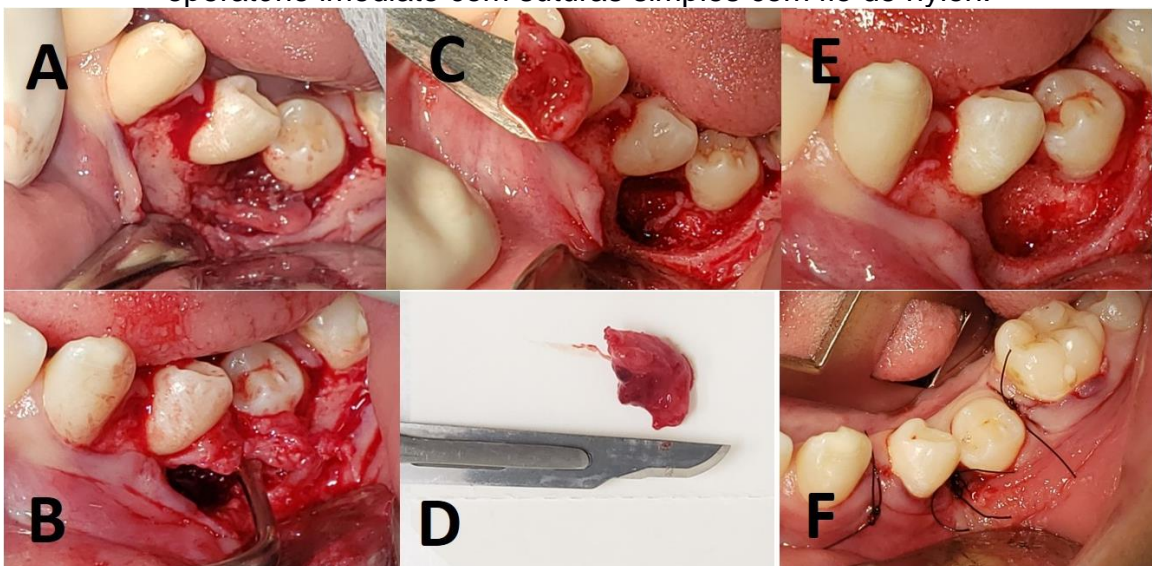 operatório imediato com suturas simples com fio de nylon.
A
C
E
B
D
F